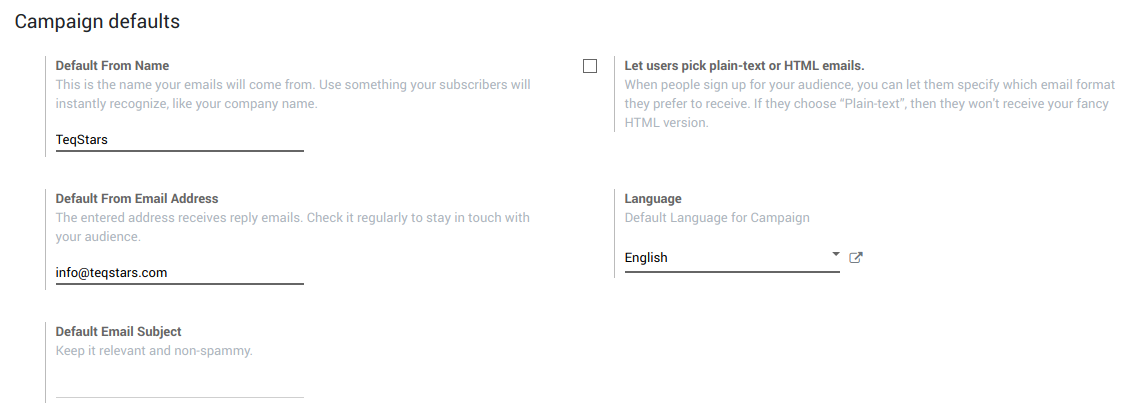 Campaign defaults
Default From Name
This is the name your emails will come from. Use something your subscribers will
instantly recognize, like your company name.
TeqStars
Let users pick plain-text or HTML emails.
When people sign up for your audience, you can let them specify which email format
they prefer to receive. If they choose “Plain-text”, then they won’t receive your fancy
HTML version.
Default From Email Address
The entered address receives reply emails. Check it regularly to stay in touch with
your audience.
info@teqstars.com
Language
Default Language for Campaign
English
Default Email Subject
Keep it relevant and non-spammy.